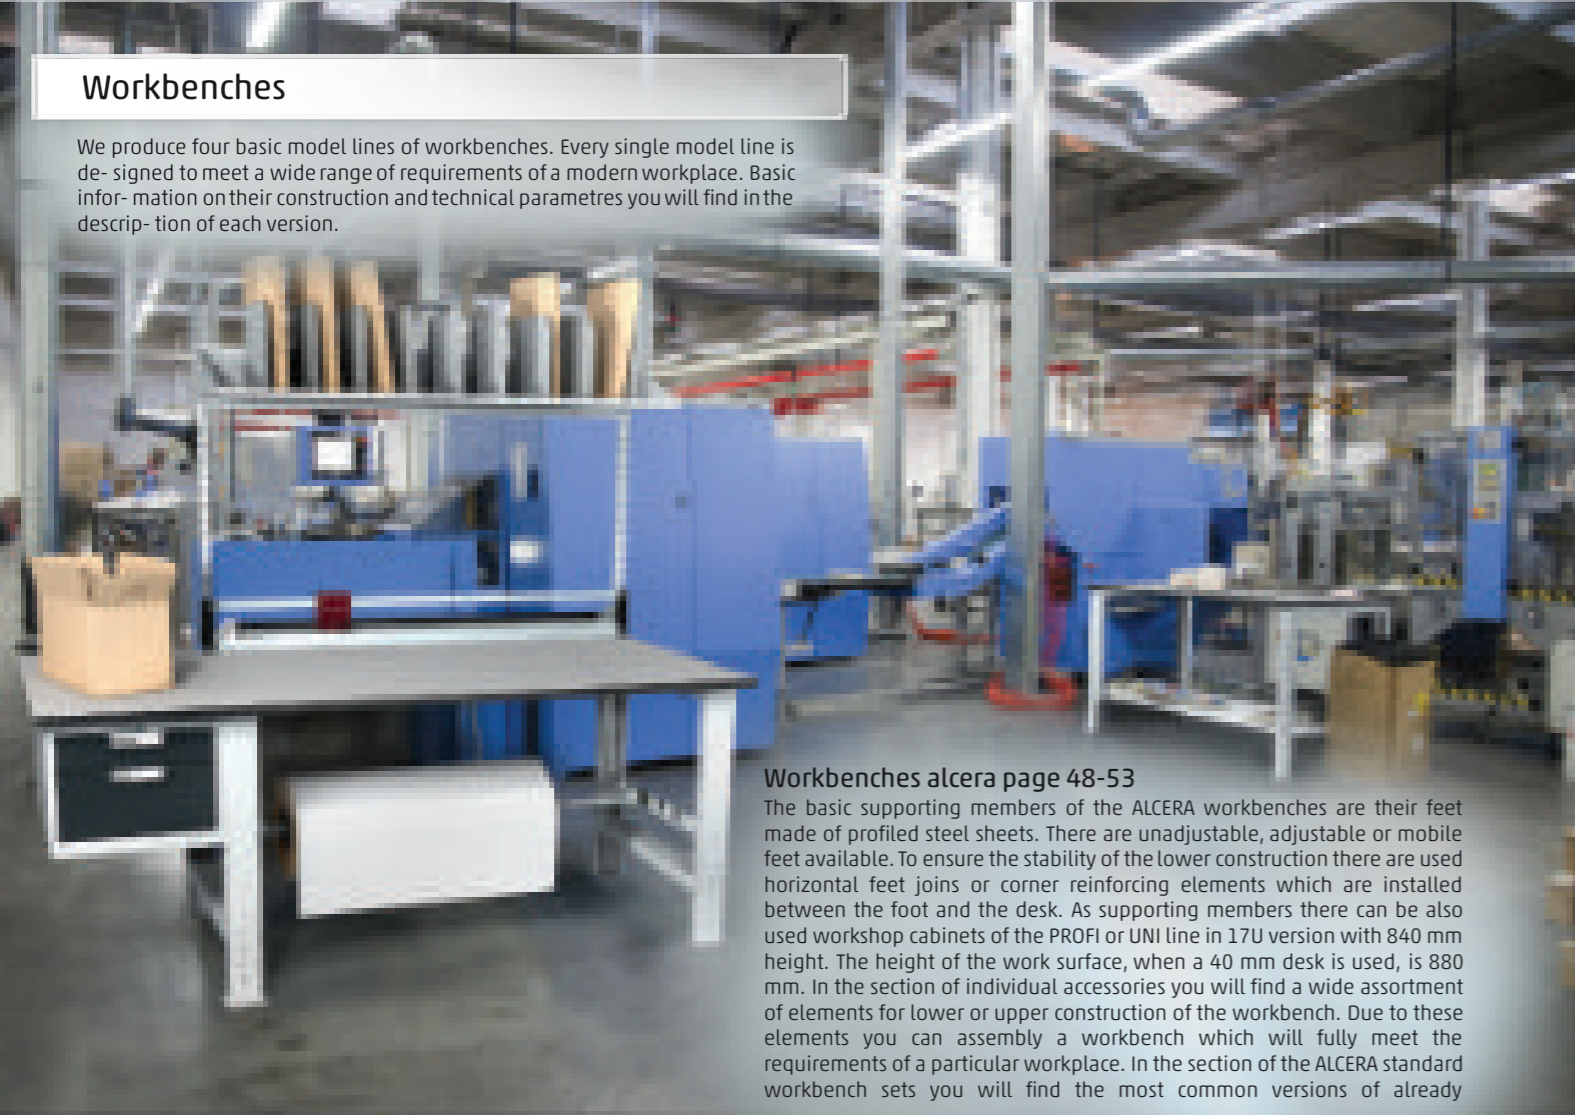 Workbenches
We produce four basic model lines of workbenches. Every single model line is
de- signed to meet a wide range of requirements of a modern workplace. Basic
infor- mation on their construction and technical parametres you will find in the
descrip- tion of each version.
Workbenches alcera page 48-53
The basic supporting members of the ALCERA workbenches are their feet
made of profiled steel sheets. There are unadjustable, adjustable or mobile
feet available. To ensure the stability of the lower construction there are used
horizontal feet joins or corner reinforcing elements which are installed
between the foot and the desk. As supporting members there can be also
used workshop cabinets of the PROFI or UNI line in 17U version with 840 mm
height. The height of the work surface, when a 40 mm desk is used, is 880
mm. In the section of individual accessories you will find a wide assortment
of elements for lower or upper construction of the workbench. Due to these
elements you can assembly a workbench which will fully meet the
requirements of a particular workplace. In the section of the ALCERA standard
workbench sets you will find the most common versions of already